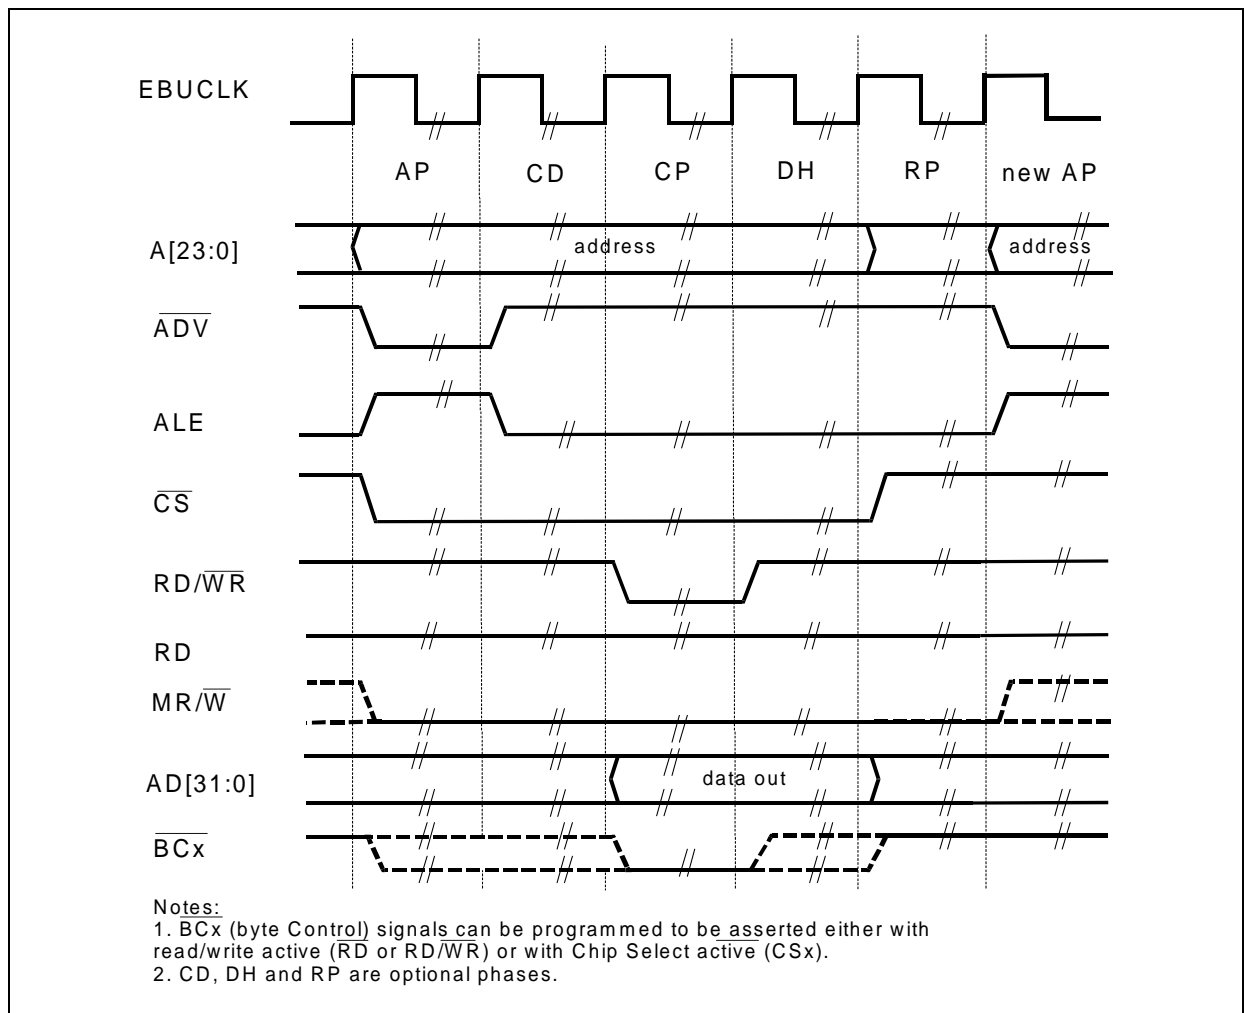 EBUCLK
AP CD CP DH RP new AP
A[23:0] address address
ADV
ALE
CS
RD/WR
RD
MR/W
AD[31:0] data out
BCx
Notes:
1. BCx (byte Control) signals can be programmed to be asserted either with
read/write active (RD or RD/WR) or with Chip Select active (CSx).
2. CD, DH and RP are optional phases.